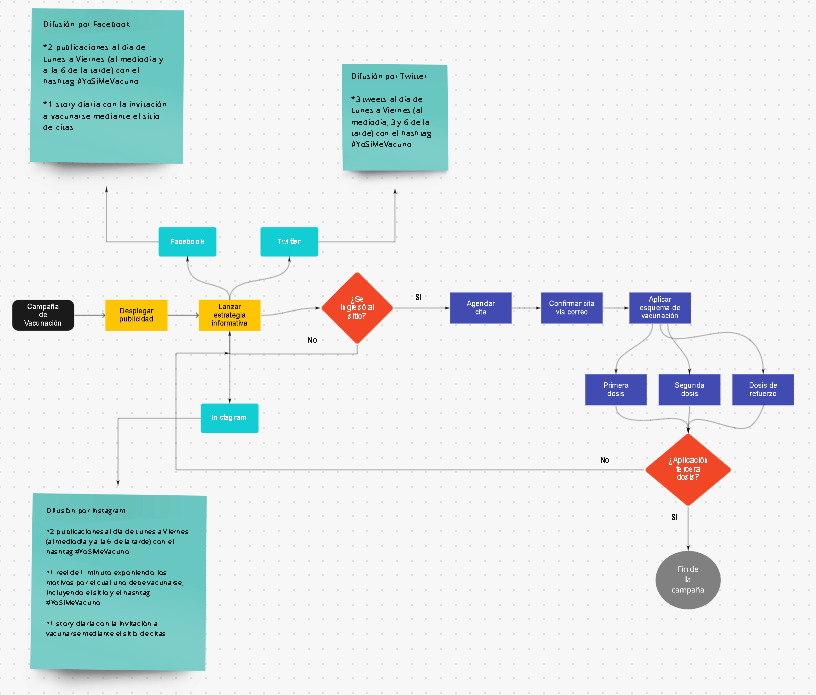 Difusión por Facebook
*2 publicaciones al día de
Lunes a Viernes (al mediodía y
a la 6 de la tarde) con el
hashtag #YoSiMeVacuno
*1 story diaria con la invitación
a vacunarse mediante el sitio
de citas
Difusión por Twitter
*3 tweets al día de
Lunes a Viernes (al
mediodía, 3 y 6 de la
tarde) con el hashtag
#YoSiMeVacuno
Facebook
Twitter
Campaña
de
Vacunación
Desplegar
publicidad
Lanzar
estrategia
informativa
¿Se
ingresó al
sitio?
SI
No
Agendar
cita
Confirmar cita
vía correo
Aplicar
esquema de
vacunación
Primera
dosis
Segunda
dosis
Dosis de
refuerzo
Instagram
No
¿Aplicación
tercera
dosis?
SI
Fin de
la
campaña
Difusión por Instagram
*2 publicaciones al día de Lunes a Viernes
(al mediodía y a la 6 de la tarde) con el
hashtag #YoSiMeVacuno
*1 reel de 1 minuto exponiendo los
motivos por el cual uno debe vacunarse,
incluyendo el sitio y el hashtag
#YoSiMeVacuno
*1 story diaria con la invitación a
vacunarse mediante el sitio de citas